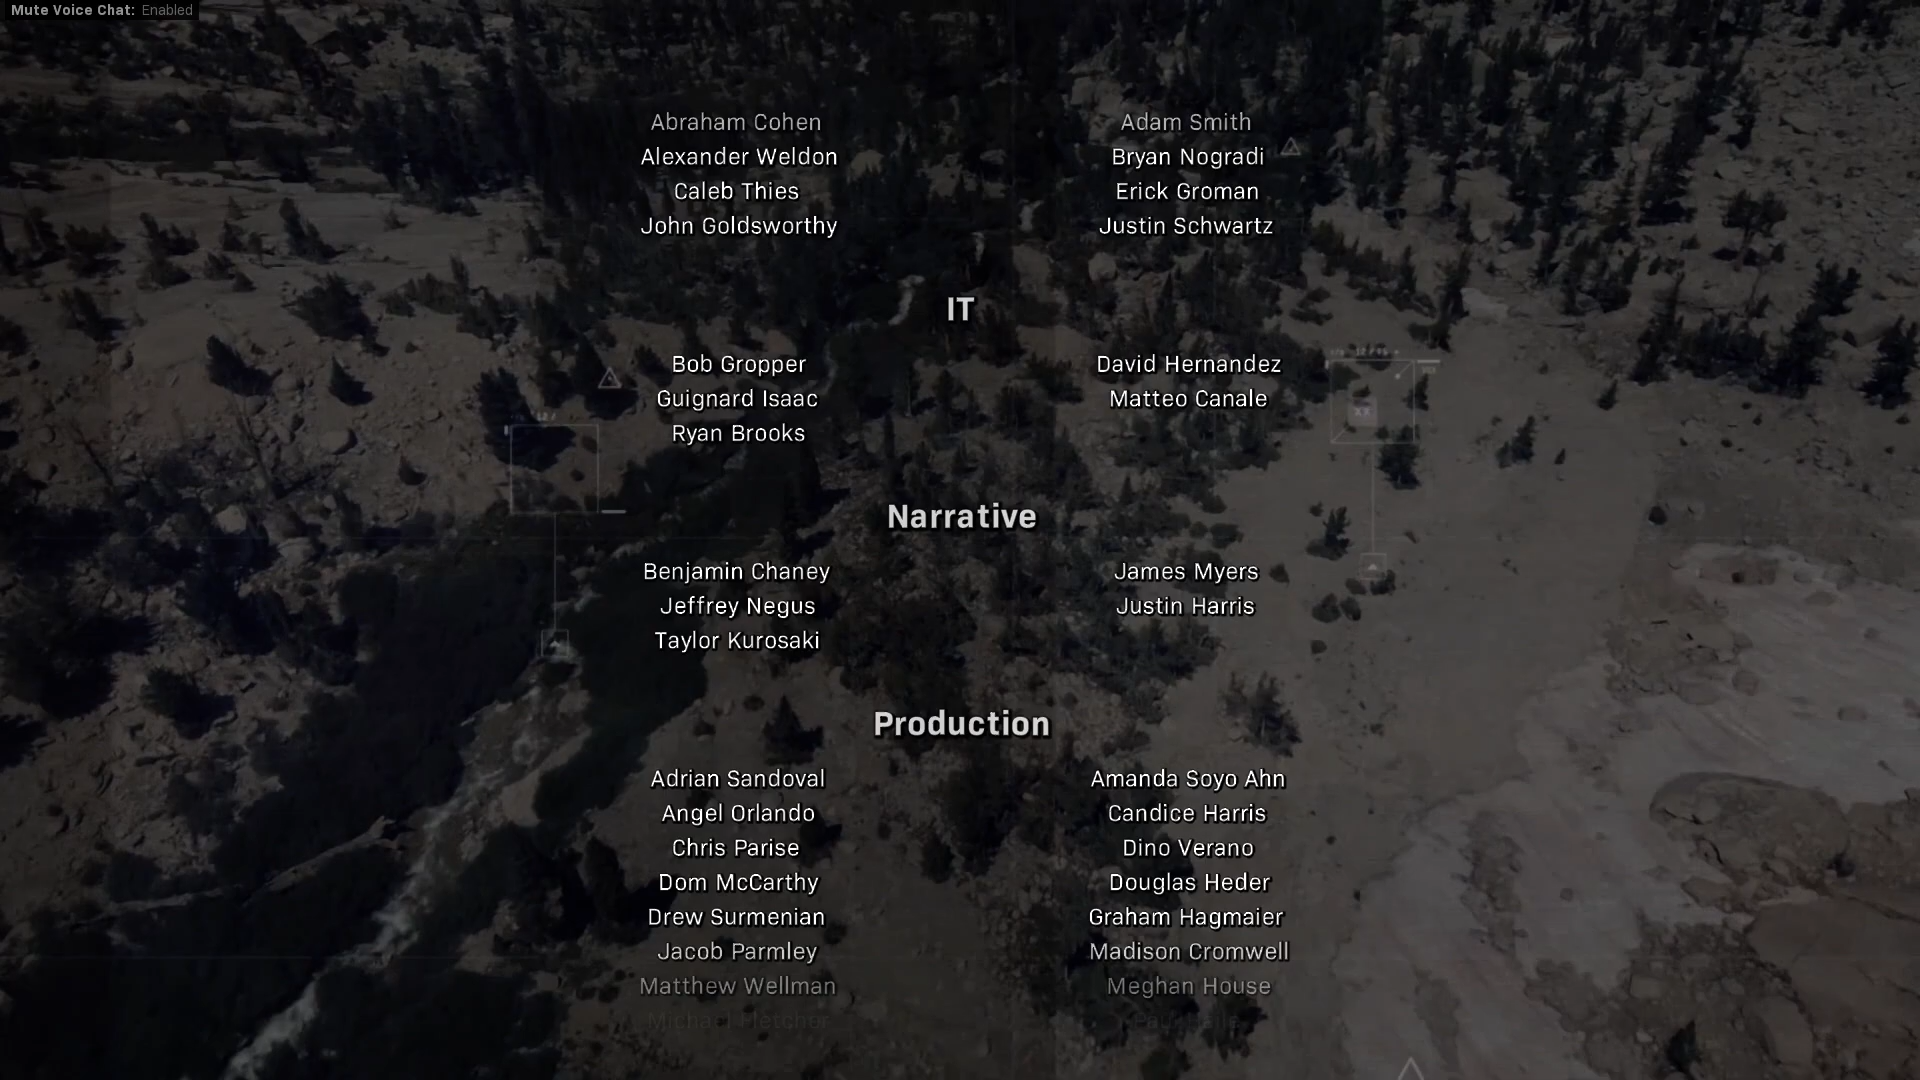 Mute Voice Chat: Enabled
Abraham Cohen Adam Smith
Alexander Weldon Bryan Nogradi
Caleb Thies Erick Groman
John Goldsworthy Justin Schwartz
IT
Bob Gropper David Hernandez
Guignard Isaac Matteo Canale
Ryan Brooks
Narrative
Benjamin Chaney James Myers
Jeffrey Negus Justin Harris
Taylor Kurosaki
Production
Adrian Sandoval Amanda Soyo Ahn
Angel Orlando Candice Harris
Chris Parise Dino Verano
Dom McCarthy Douglas Heder
Drew Surmenian Graham Hagmaier
Jacob Parmley Madison Cromwell
Matthew Wellman Meghan House
Michael Fletcher